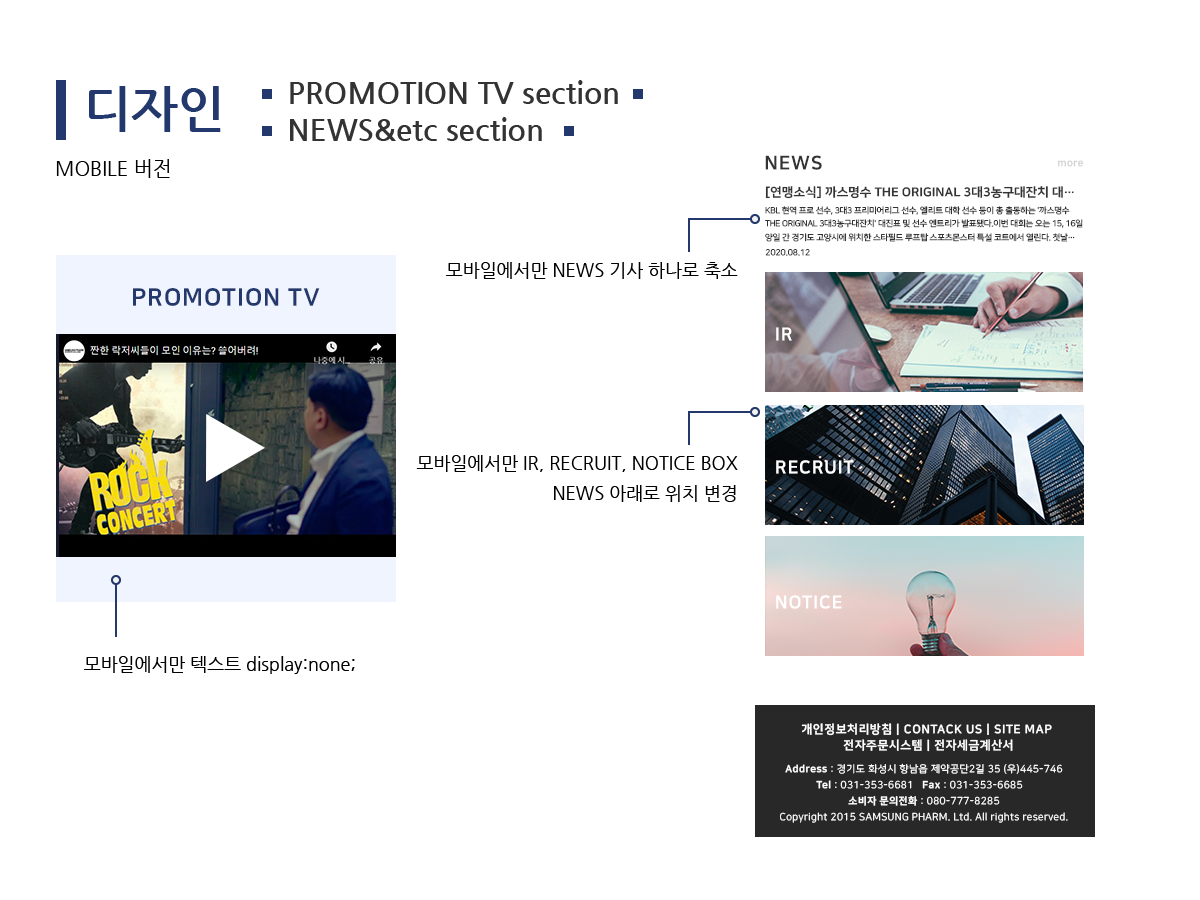 디자인
PROMOTION TV section
NEWS&etc section
MOBILE 버전
PROMOTION TV
짠한 락저씨들이 모인 이유는? 쓸어버려!
나중에 시...
공유
ROCK
CONCERT
모바일에서만 텍스트 display:none;
모바일에서만 NEWS 기사 하나로 축소
모바일에서만 IR, RECRUIT, NOTICE BOX
NEWS 아래로 위치 변경
NEWS
more
[연맹소식] 까스명수 THE ORIGINAL 3대3농구대잔치 대…
KBL 현역 프로 선수, 3대3 프리미어리그 선수, 엘리트 대학 선수 등이 총 출동하는 '까스명수
THE ORIGINAL 3대3농구대잔치' 대진표 및 선수 엔트리가 발표됐다.이번 대회는 오는 15, 16일
양일 간 경기도 고양시에 위치한 스타필드 루프탑 스포츠몬스터 특설 코트에서 열린다. 첫날…
2020.08.12
IR
RECRUIT
NOTICE
개인정보처리방침 | CONTACK US | SITE MAP
전자주문시스템 | 전자세금계산서
Address : 경기도 화성시 향남읍 제약공단2길 35 (우)445-746
Tel : 031-353-6681 Fax : 031-353-6685
소비자 문의전화 : 080-777-8285
Copyright 2015 SAMSUNG PHARM. Ltd. All rights reserved.